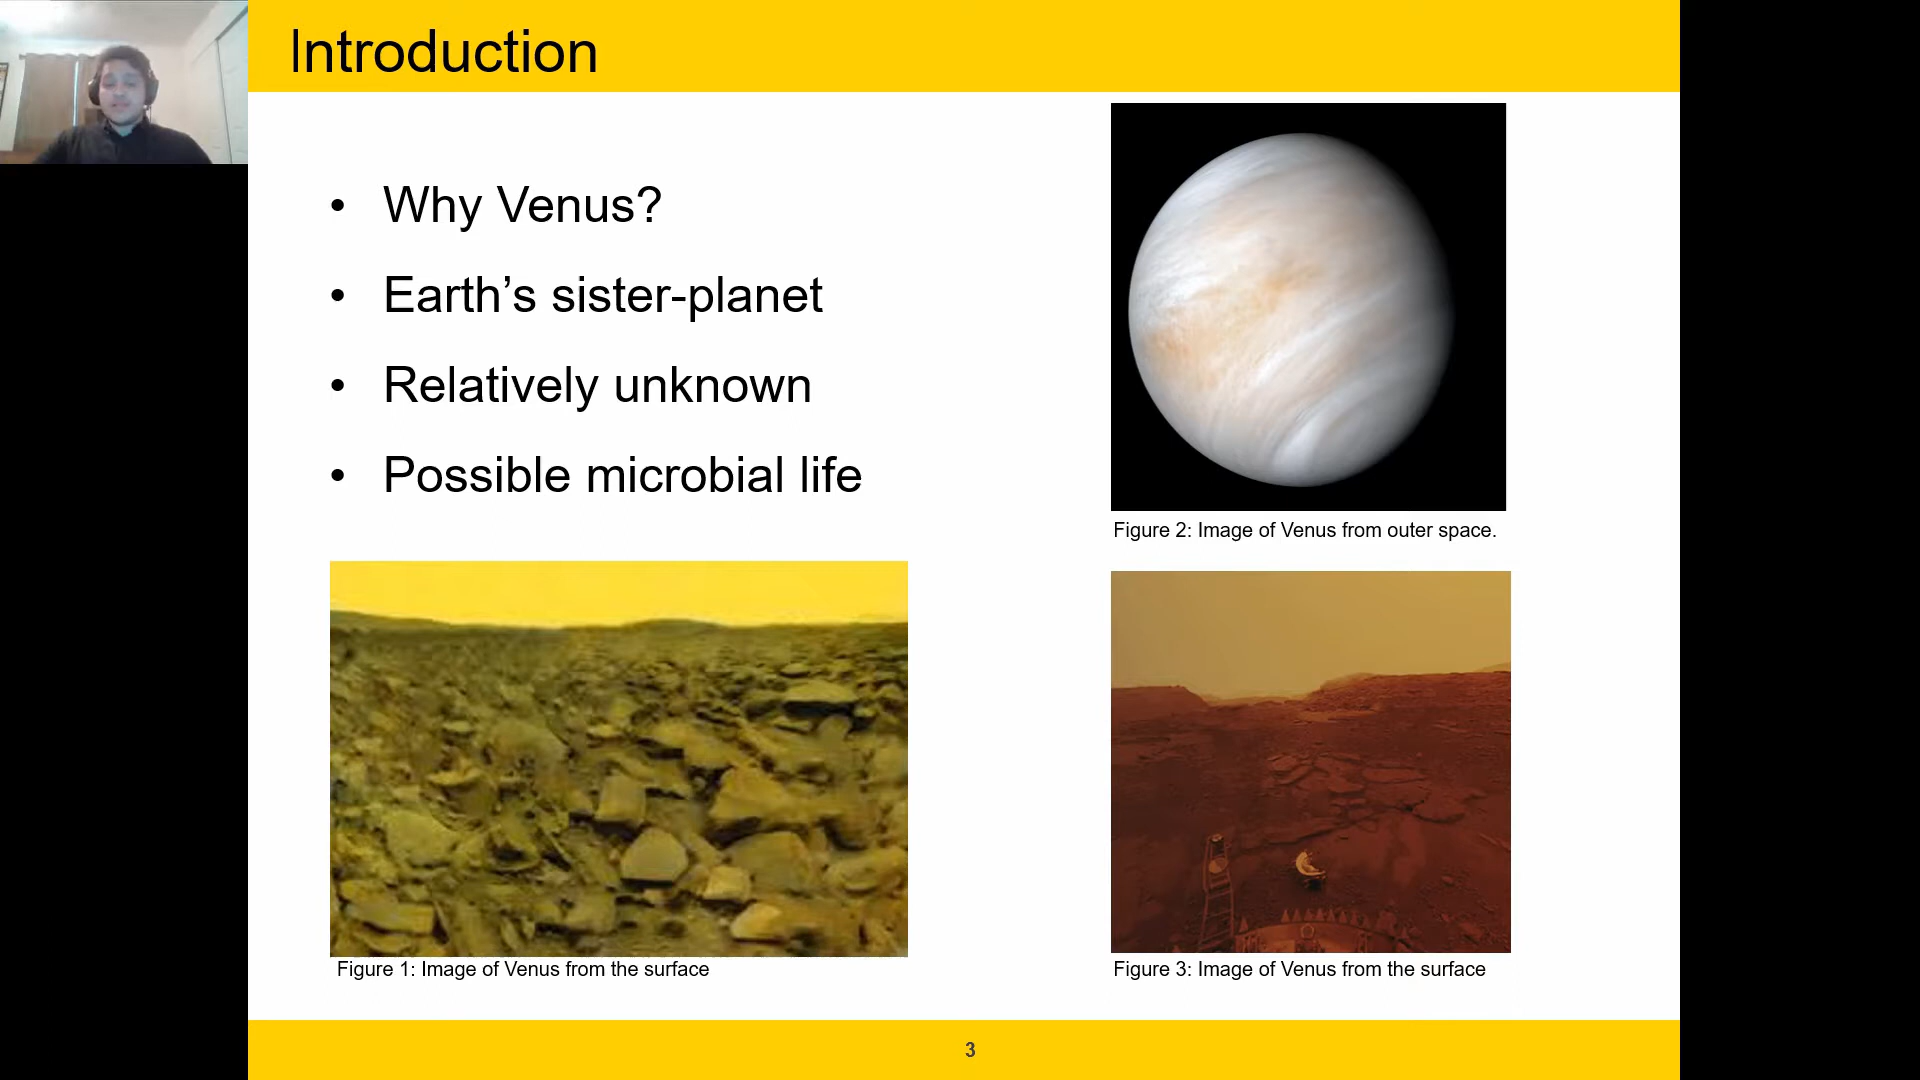 Introduction
• Why Venus?
• Earth’s sister-planet
• Relatively unknown
• Possible microbial life
Figure 2: Image of Venus from outer space.
Figure 1: Image of Venus from the surface
Figure 3: Image of Venus from the surface
3